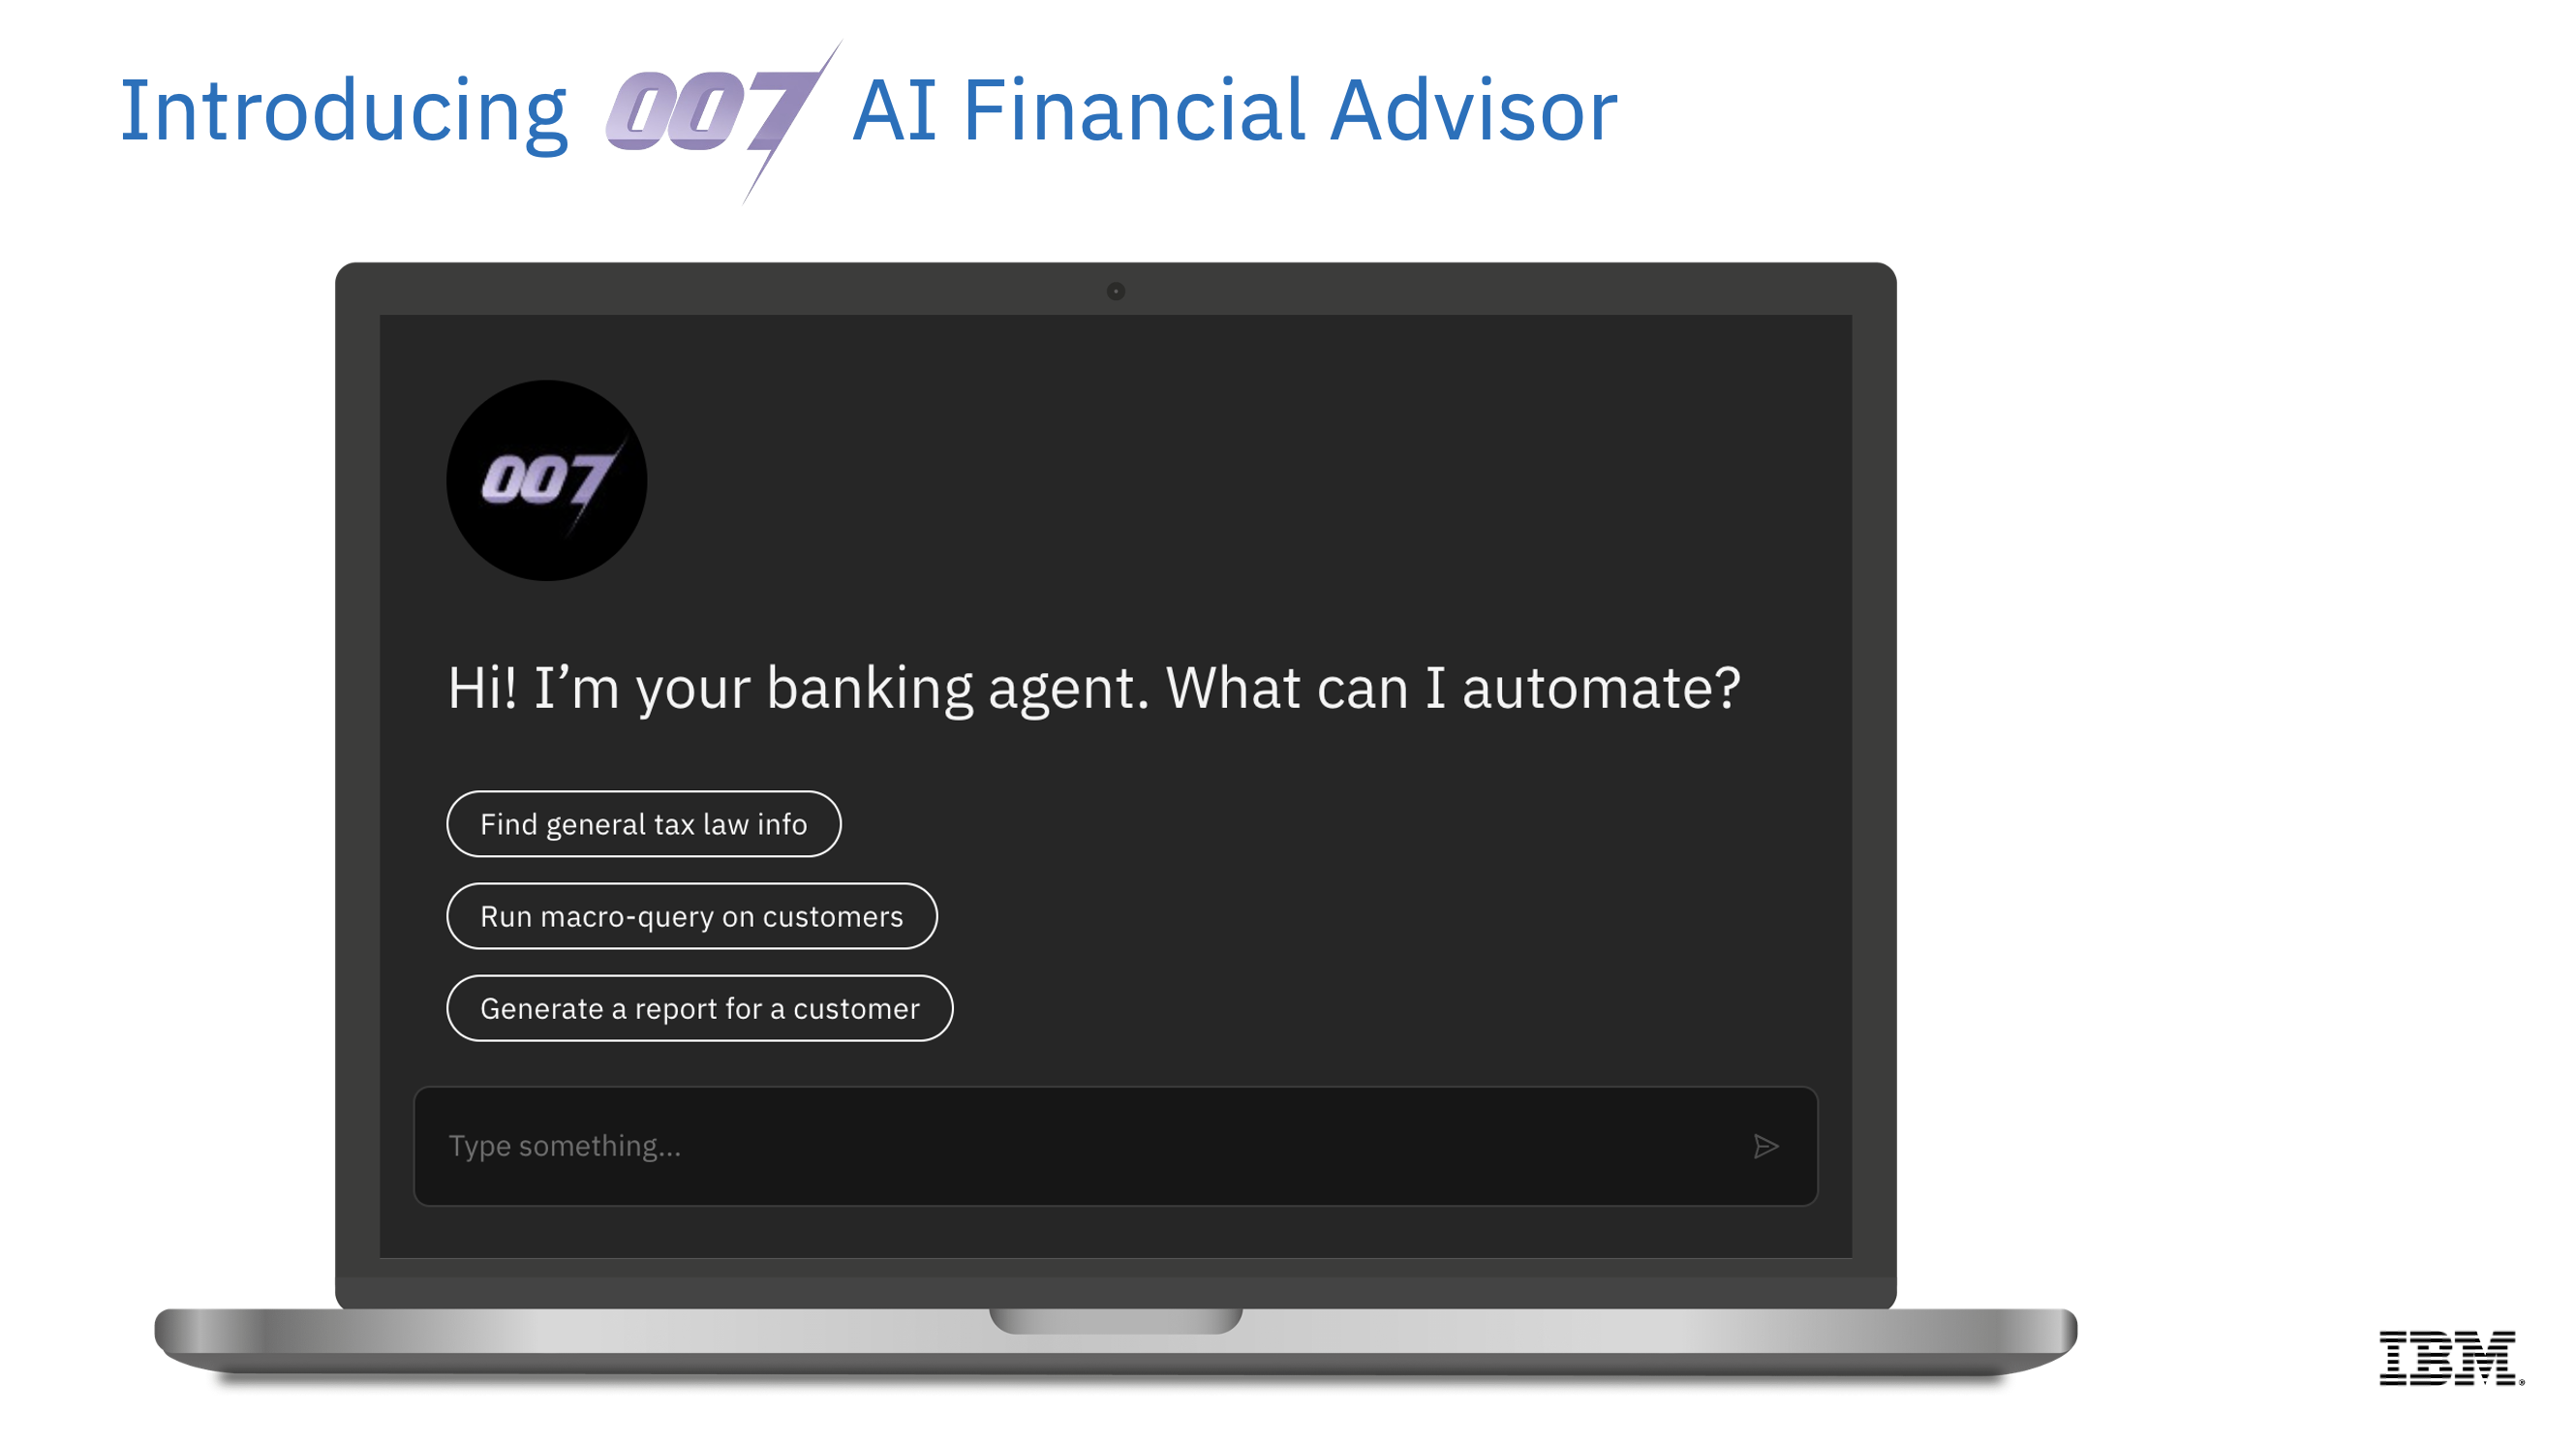 Introducing 007 AI Financial Advisor
007
Hi! I’m your banking agent. What can I automate?
Find general tax law info
Run macro-query on customers
Generate a report for a customer
Type something...
IBM®